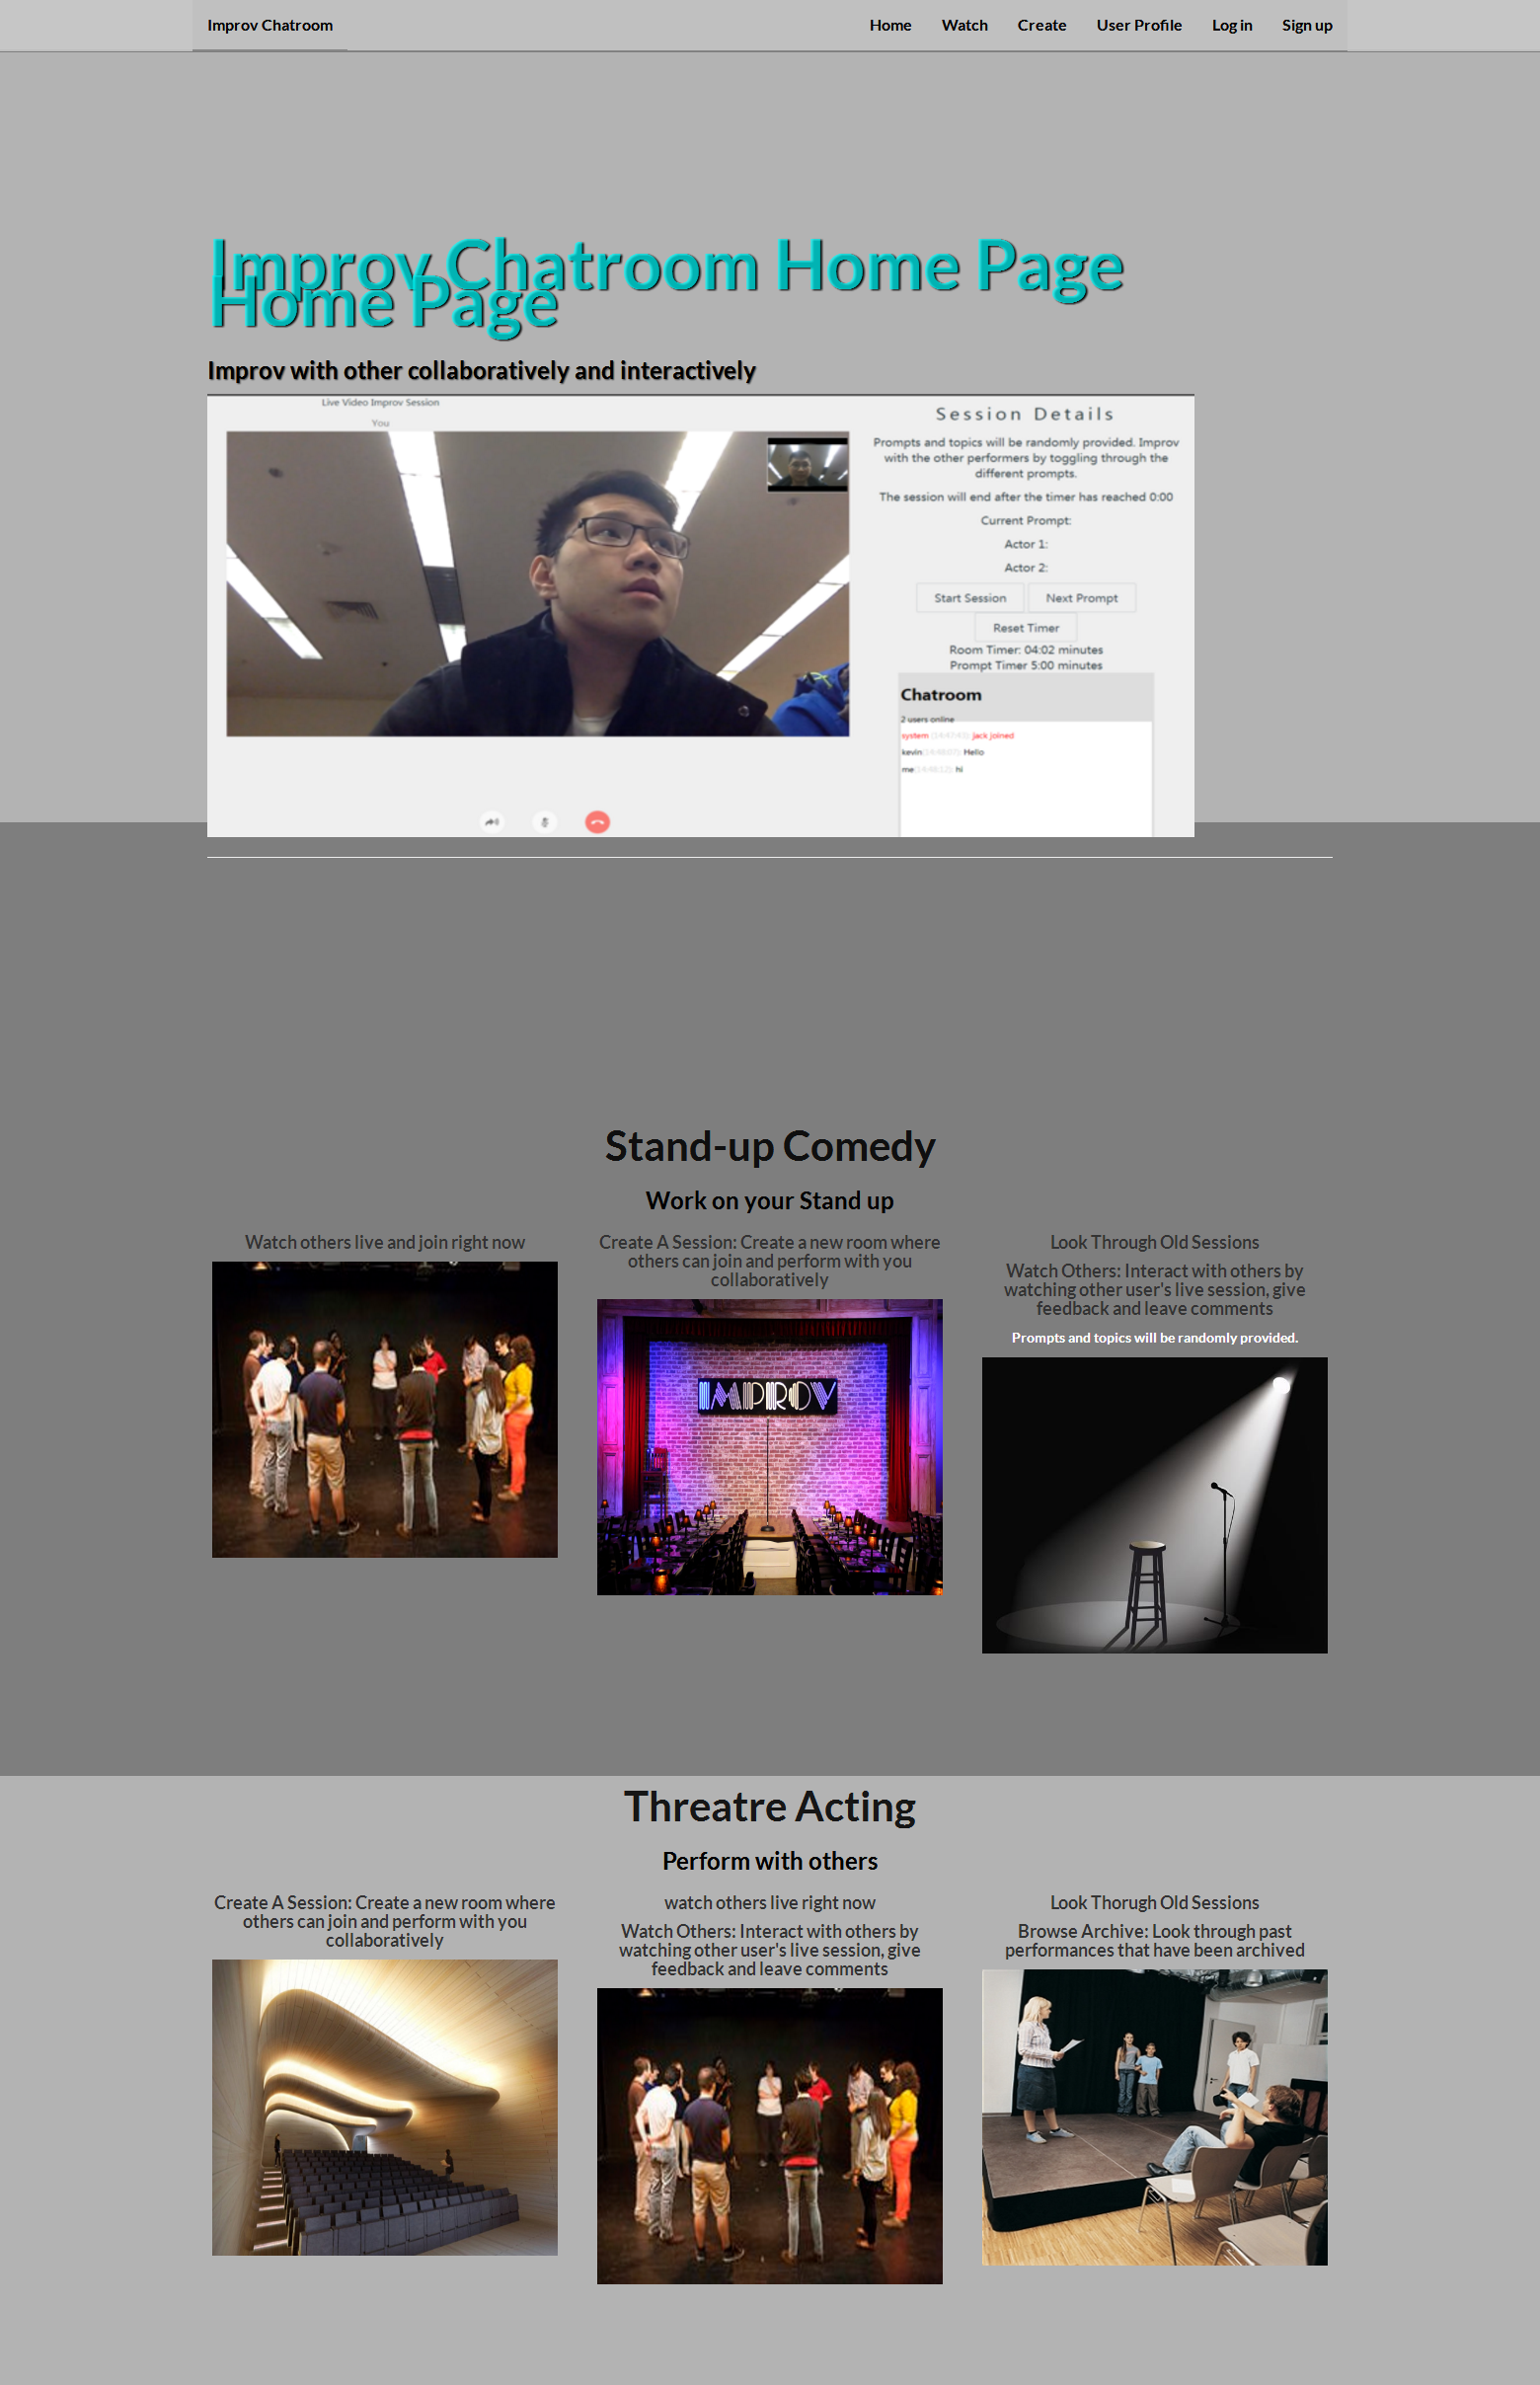 Improv Chatroom
Home Watch Create User Profile Log in Sign up
Improv Chatroom Home Page
Home Page
Improv with other collaboratively and interactively
Live Video Improv Session
You
Session Details
Prompts and topics will be randomly provided. Improv
with the other performers by toggling through the
different prompts.
The session will end after the timer has reached 0:00
Current Prompt:
Actor 1:
Actor 2:
Start Session Next Prompt
Reset Timer
Room Timer: 04:02 minutes
Prompt Timer 5:00 minutes
Chatroom
2 users online
system (14:47:43): jack joined
kevin(14:48:07): Hello
me(14:48:12): hi
Stand-up Comedy
Work on your Stand up
Watch others live and join right now
Create A Session: Create a new room where
others can join and perform with you
collaboratively
IMPROV
Look Through Old Sessions
Watch Others: Interact with others by
watching other user's live session, give
feedback and leave comments
Prompts and topics will be randomly provided.
Threatre Acting
Perform with others
Create A Session: Create a new room where
others can join and perform with you
collaboratively
watch others live right now
Watch Others: Interact with others by
watching other user's live session, give
feedback and leave comments
Look Thorugh Old Sessions
Browse Archive: Look through past
performances that have been archived